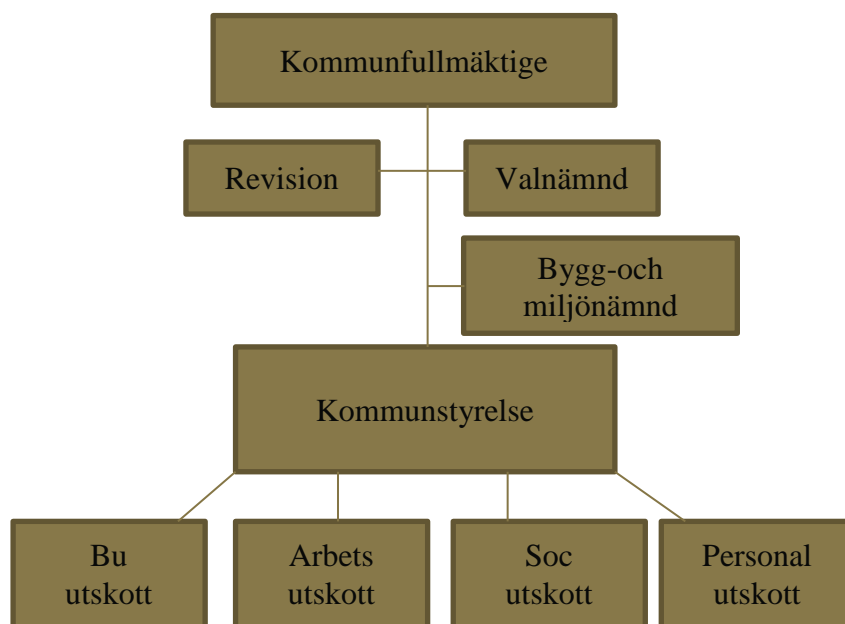 Kommunfullmäktige
Revision
Valnämnd
Bygg-och
miljönämnd
Kommunstyrelse
Bu
utskott
Arbets
utskott
Soc
utskott
Personal
utskott